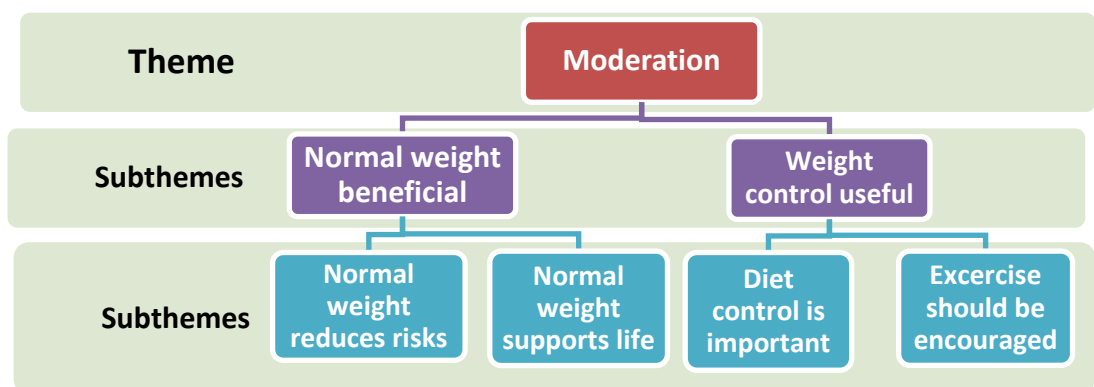 Theme
Moderation
Subthemes
Normal weight
beneficial
Weight
control useful
Subthemes
Normal
weight
reduces risks
Normal
weight
supports life
Diet
control is
important
Excercise
should be
encouraged